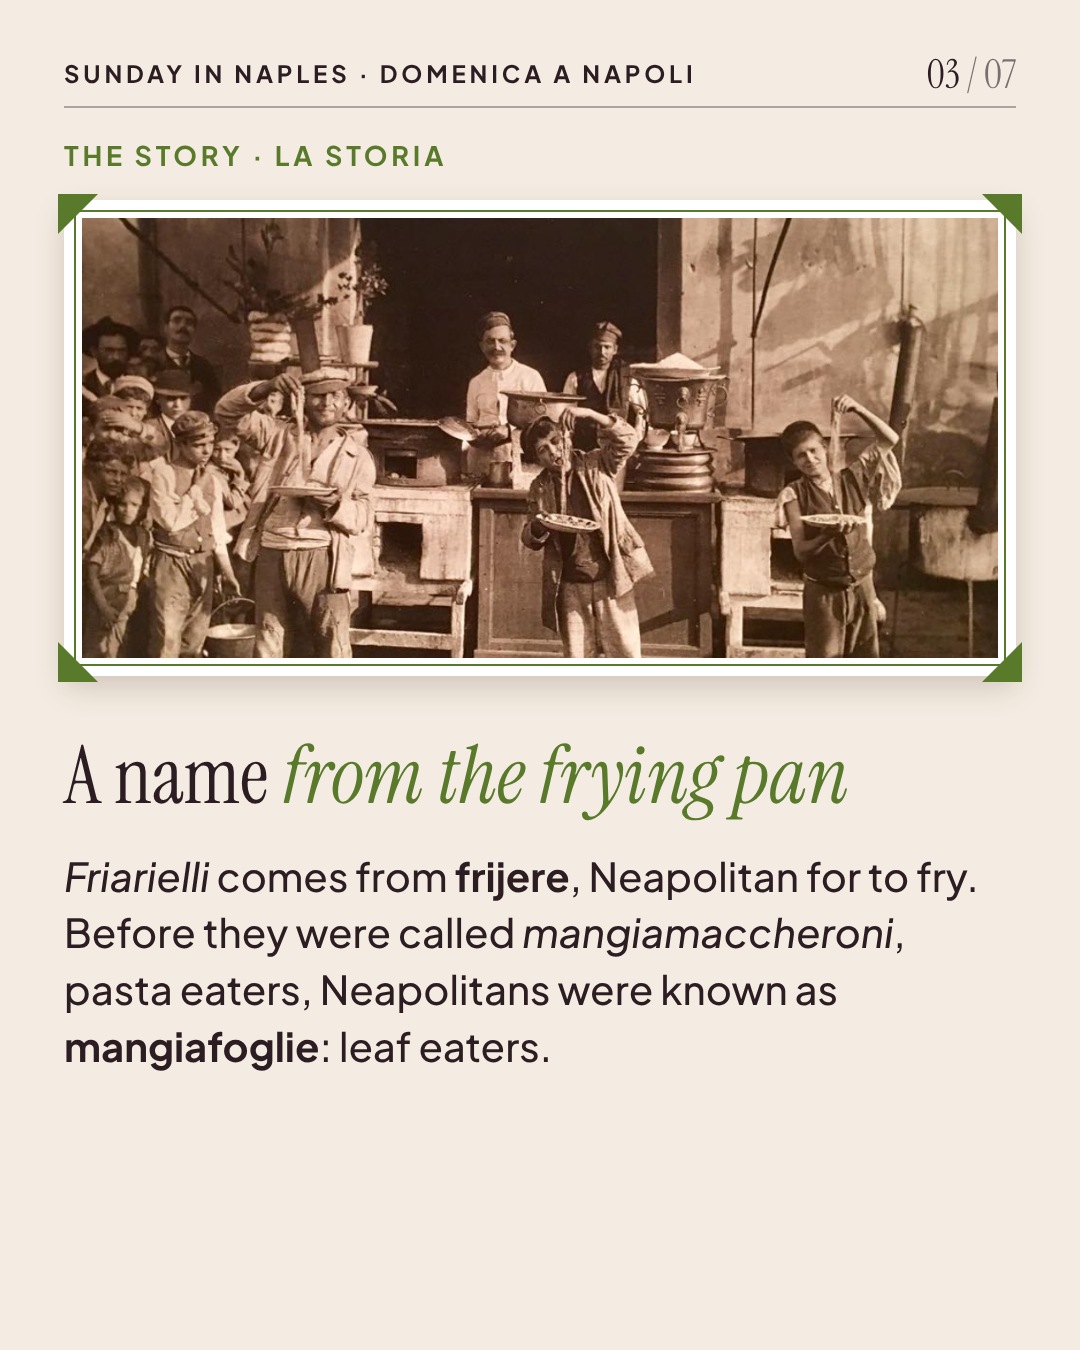 SUNDAY IN NAPLES · DOMENICA A NAPOLI
03 / 07
THE STORY · LA STORIA
A name from the frying pan
Friarielli comes from frijere, Neapolitan for to fry.
Before they were called mangiamaccheroni,
pasta eaters, Neapolitans were known as
mangiafoglie: leaf eaters.